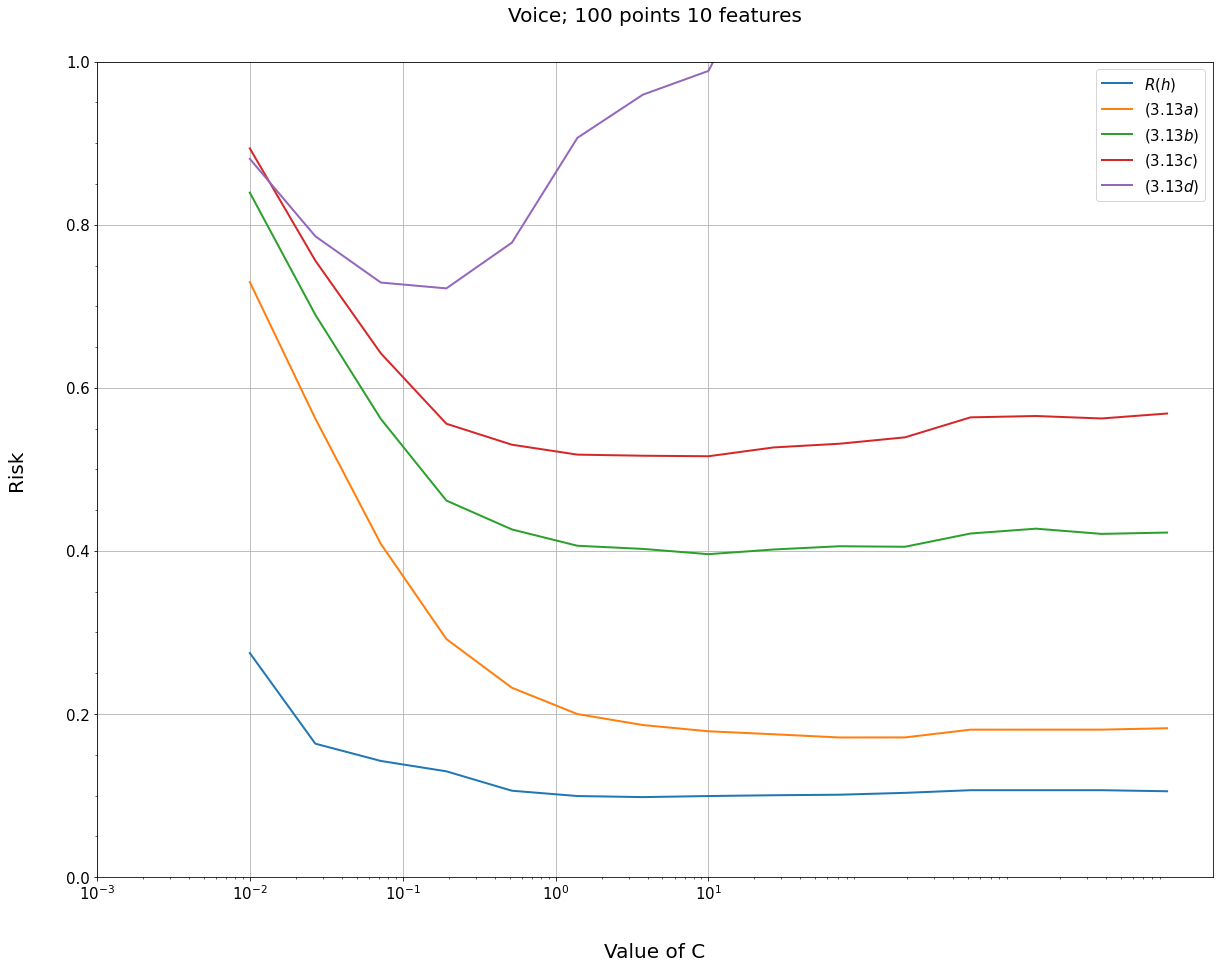 Voice; 100 points 10 features
1.0
0.8
0.6
0.4
0.2
0.0
Risk
R(h)
(3.13a)
(3.13b)
(3.13c)
(3.13d)
10⁻³ 10⁻² 10⁻¹ 10⁰ 10¹
Value of C